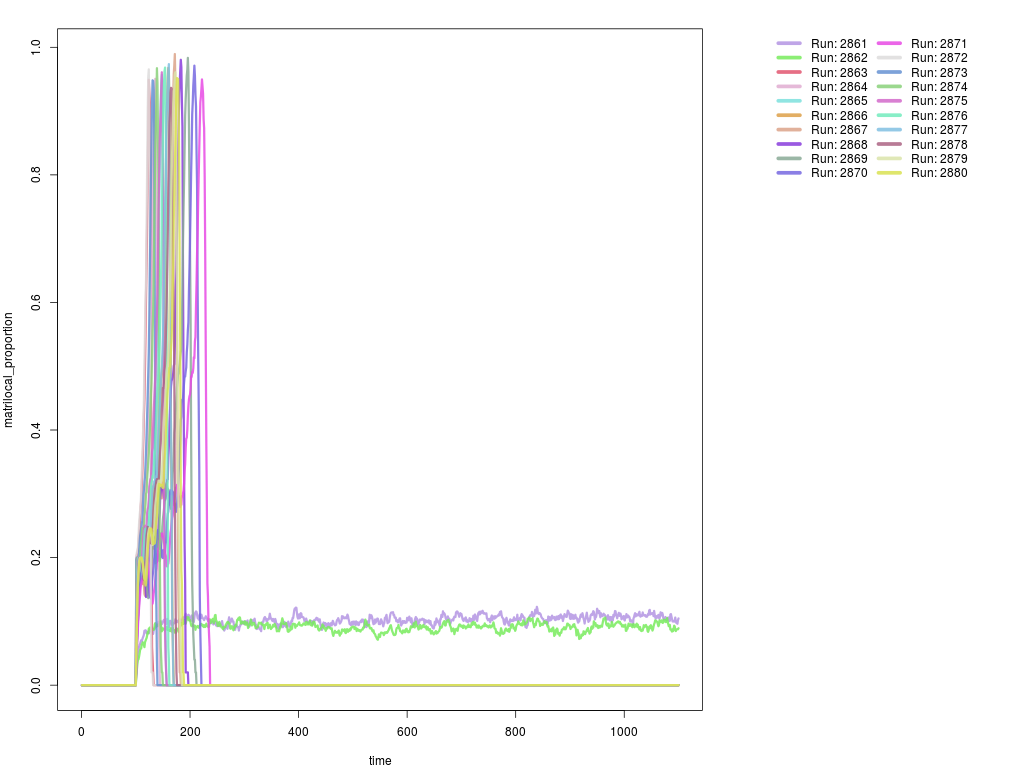 1.0
0.8
0.6
0.4
0.2
0.0
matrilocal_proportion
0 200 400 600 800 1000
time
Run: 2861 Run: 2871
Run: 2862 Run: 2872
Run: 2863 Run: 2873
Run: 2864 Run: 2874
Run: 2865 Run: 2875
Run: 2866 Run: 2876
Run: 2867 Run: 2877
Run: 2868 Run: 2878
Run: 2869 Run: 2879
Run: 2870 Run: 2880